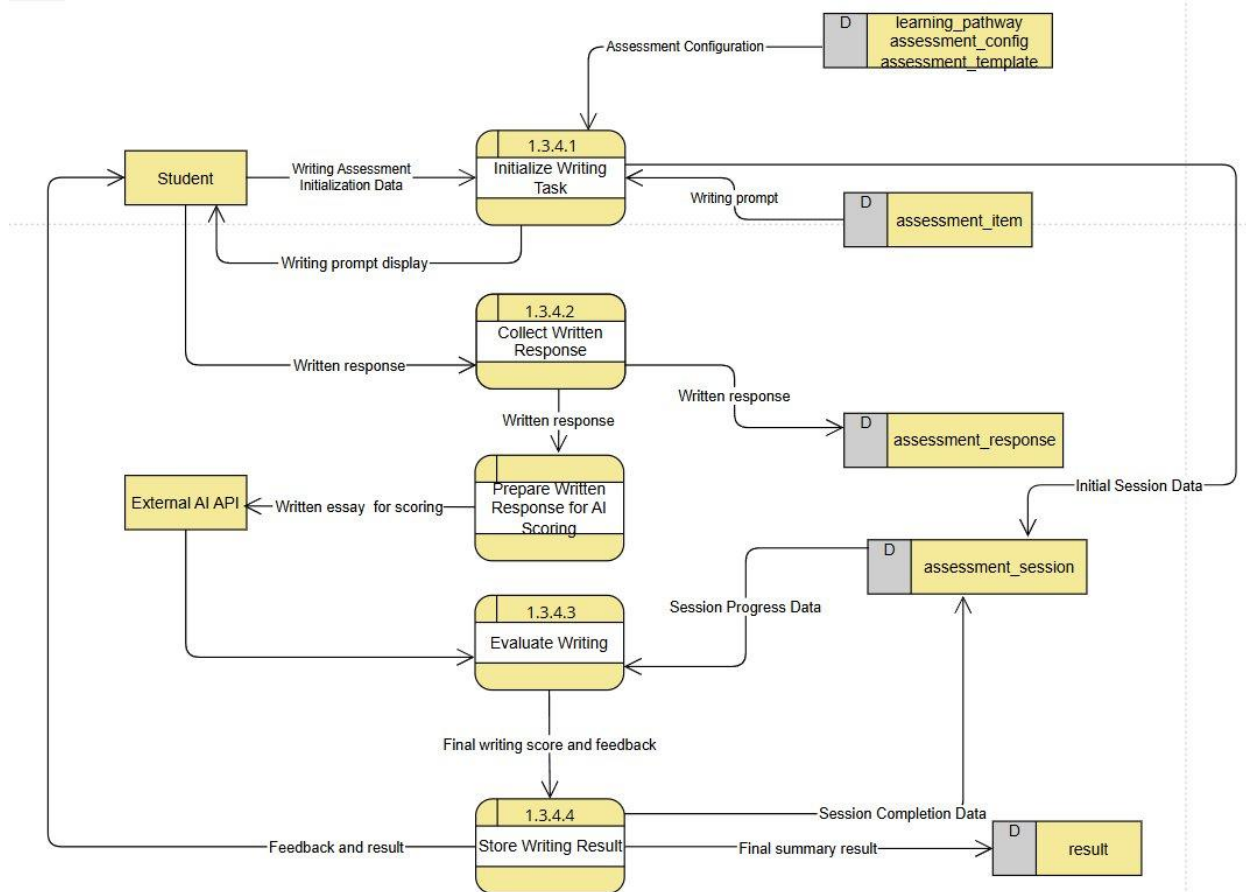 D
learning_pathway
assessment_config
assessment_template
Assessment Configuration
1.3.4.1
Initialize Writing
Task
Student
Writing Assessment
Initialization Data
Writing prompt
D
assessment_item
Writing prompt display
1.3.4.2
Collect Written
Response
Written response
Written response
Written response
D
assessment_response
Prepare Written
Response for AI
Scoring
External AI API
Written essay for scoring
Initial Session Data
D
assessment_session
1.3.4.3
Evaluate Writing
Session Progress Data
Final writing score and feedback
1.3.4.4
Store Writing Result
Session Completion Data
Feedback and result
Final summary result
D
result